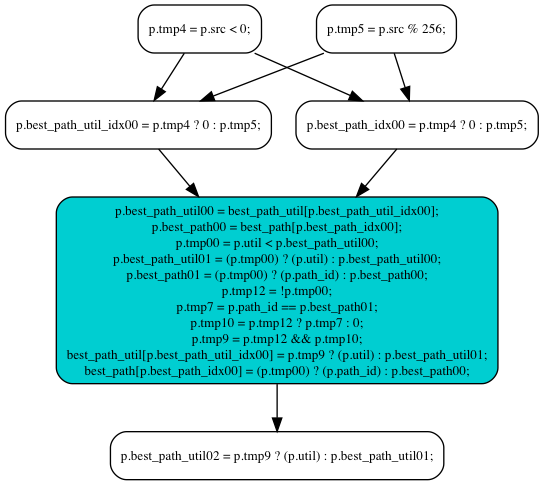 p.tmp4 = p.src < 0;
p.tmp5 = p.src % 256;
p.best_path_util_idx00 = p.tmp4 ? 0 : p.tmp5;
p.best_path_idx00 = p.tmp4 ? 0 : p.tmp5;
p.best_path_util00 = best_path_util[p.best_path_util_idx00];
p.best_path00 = best_path[p.best_path_idx00];
p.tmp00 = p.util < p.best_path_util00;
p.best_path_util01 = (p.tmp00) ? (p.util) : p.best_path_util00;
p.best_path01 = (p.tmp00) ? (p.path_id) : p.best_path00;
p.tmp12 = !p.tmp00;
p.tmp7 = p.path_id == p.best_path01;
p.tmp10 = p.tmp12 ? p.tmp7 : 0;
p.tmp9 = p.tmp12 && p.tmp10;
best_path_util[p.best_path_util_idx00] = p.tmp9 ? (p.util) : p.best_path_util01;
best_path[p.best_path_idx00] = (p.tmp00) ? (p.path_id) : p.best_path00;
p.best_path_util02 = p.tmp9 ? (p.util) : p.best_path_util01;